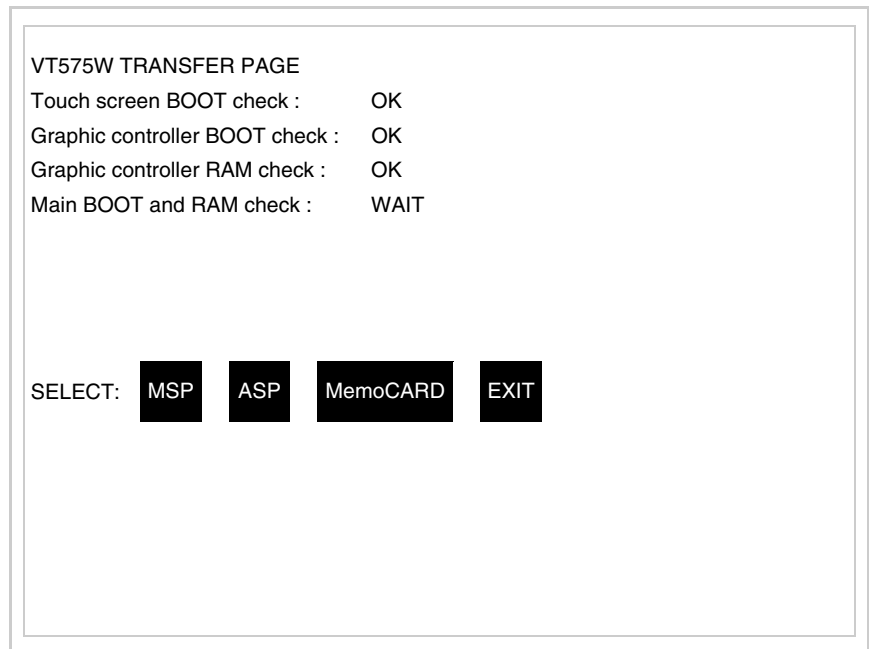 VT575W TRANSFER PAGE
Touch screen BOOT check : OK
Graphic controller BOOT check : OK
Graphic controller RAM check : OK
Main BOOT and RAM check : WAIT
SELECT: MSP ASP MemoCARD EXIT